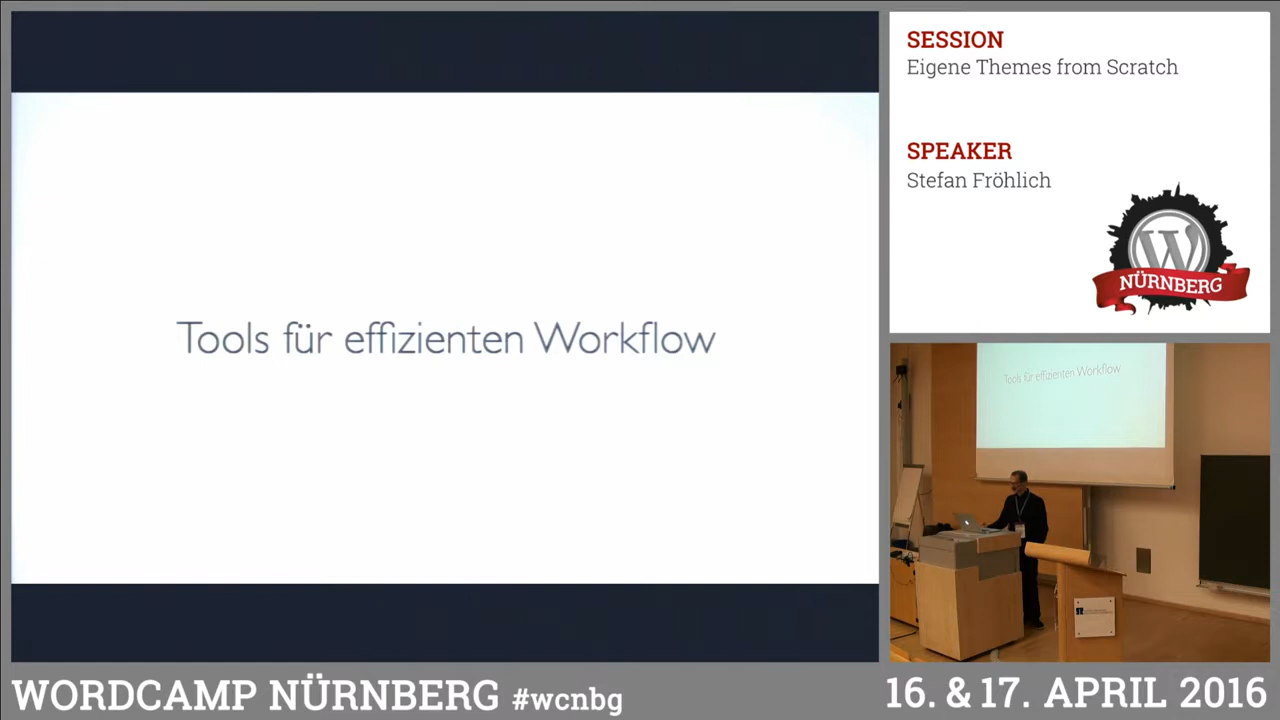 Tools für effizienten Workflow
SESSION
Eigene Themes from Scratch
SPEAKER
Stefan Fröhlich
W
NÜRNBERG
Tools für effizienten Workflow
WORDCAMP NÜRNBERG #wcnbg
16. & 17. APRIL 2016